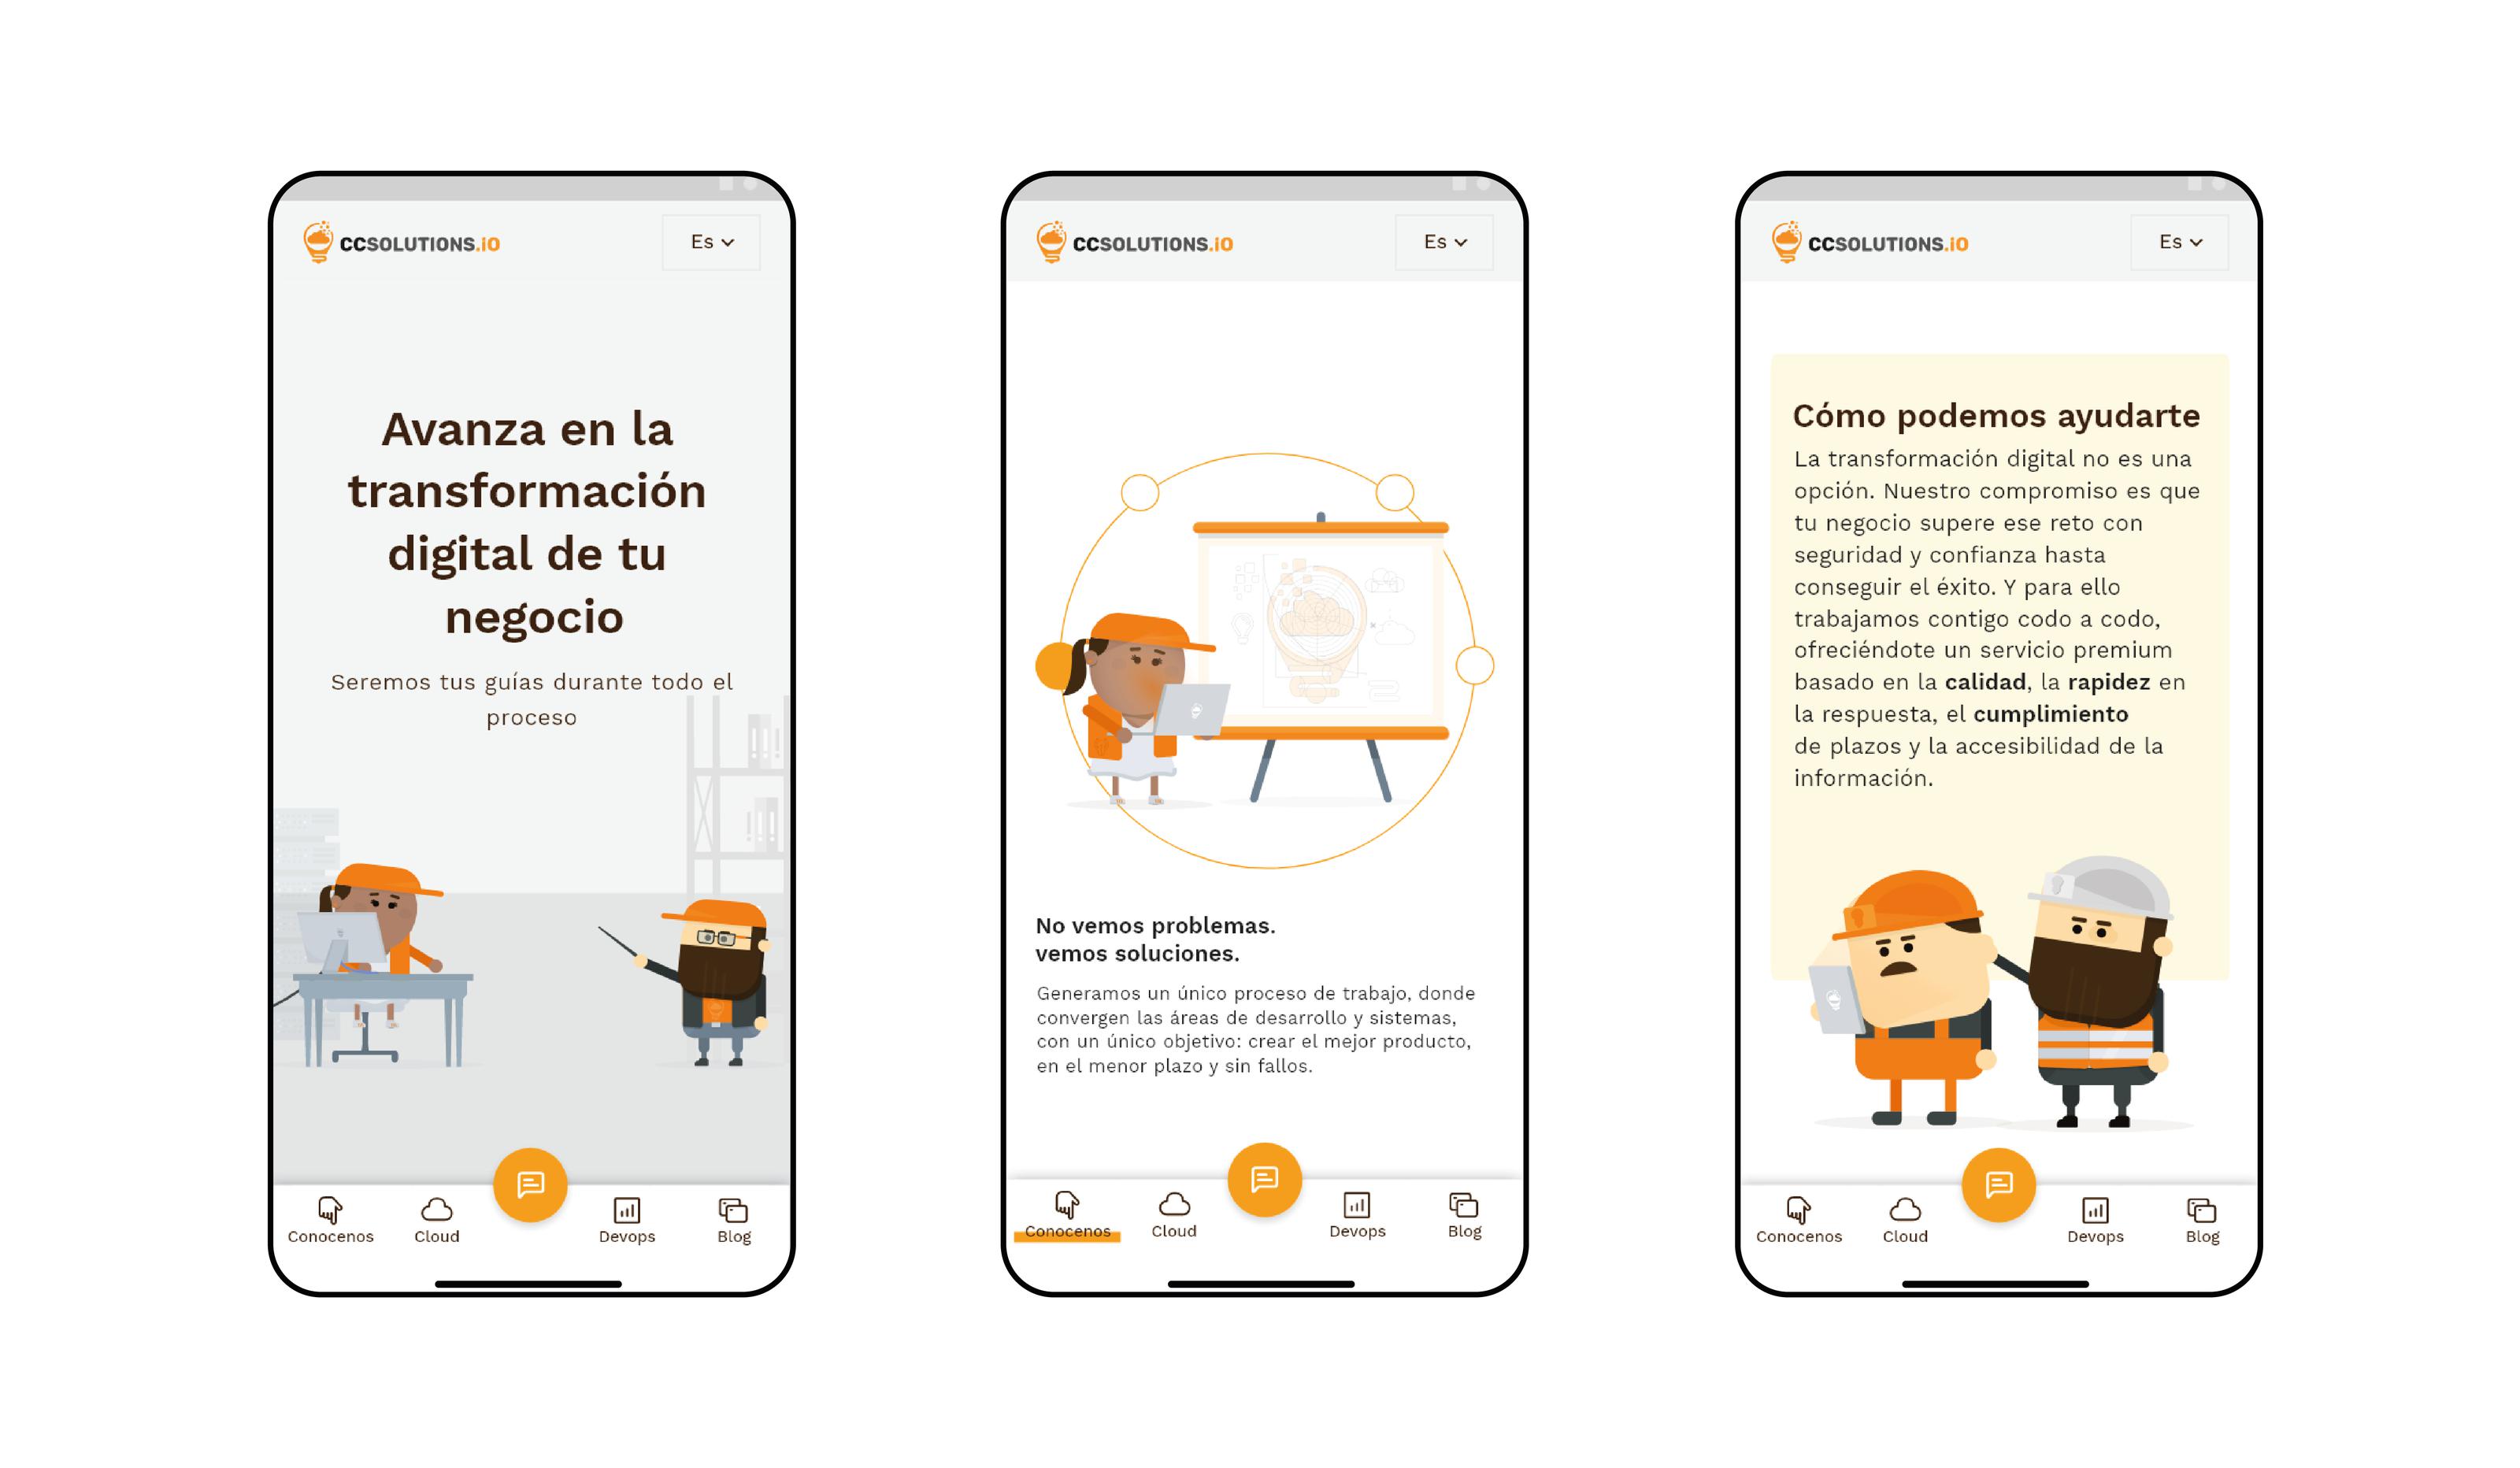 CCSOLUTIONS.iO
Es
Avanza en la
transformación
digital de tu
negocio
Seremos tus guías durante todo el
proceso
Conocenos
Cloud
Devops
Blog
CCSOLUTIONS.iO
Es
No vemos problemas.
vemos soluciones.
Generamos un único proceso de trabajo, donde
convergen las áreas de desarrollo y sistemas,
con un único objetivo: crear el mejor producto,
en el menor plazo y sin fallos.
Conocenos
Cloud
Devops
Blog
CCSOLUTIONS.iO
Es
Cómo podemos ayudarte
La transformación digital no es una
opción. Nuestro compromiso es que
tu negocio supere ese reto con
seguridad y confianza hasta
conseguir el éxito. Y para ello
trabajamos contigo codo a codo,
ofreciéndote un servicio premium
basado en la calidad, la rapidez en
la respuesta, el cumplimiento
de plazos y la accesibilidad de la
información.
Conocenos
Cloud
Devops
Blog